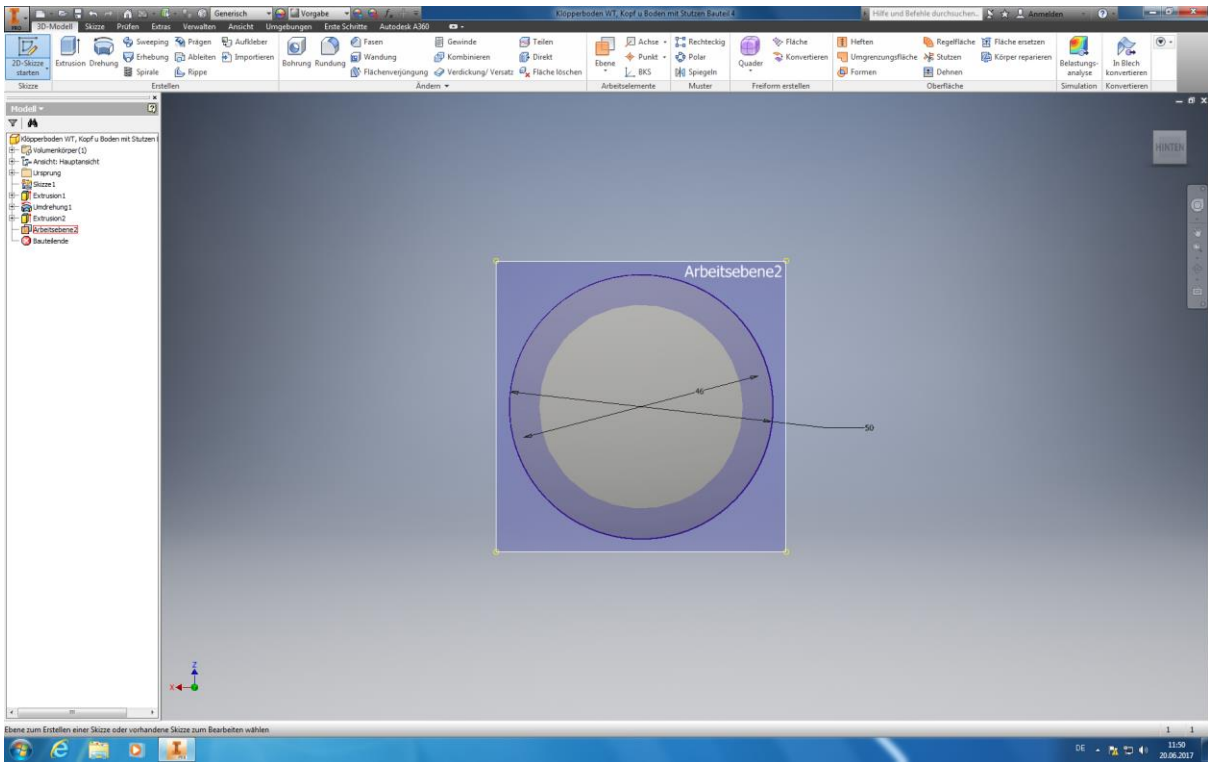 Generisch Vorgabe Klöpperboden WT, Kopf u Boden mit Stutzen Bauteil 4 Hilfe und Befehle durchsuchen... Anmelden
PRO 3D-Modell Skizze Prüfen Extras Verwalten Ansicht Umgebungen Erste Schritte Autodesk A360
2D-Skizze starten
Extrusion Drehung
Sweeping Prägen Aufkleber
Erhebung Ableiten Importieren
Spirale Rippe
Bohrung Rundung
Fasen Gewinde Teilen
Wandung Kombinieren Direkt
Flächenverjüngung Verdickung/ Versatz Fläche löschen
Ebene
Achse
Punkt
BKS
Rechteckig
Polar
Spiegeln
Quader
Fläche
Konvertieren
Heften Regelfläche Fläche ersetzen
Umgrenzungsfläche Stutzen Körper reparieren
Formen Dehnen
Belastungs-
analyse
In Blech
konvertieren
Skizze Erstellen Ändern Arbeitselemente Muster Freiform erstellen Oberfläche Simulation Konvertieren
Modell
Klöpperboden WT, Kopf u Boden mit Stutzen
Volumenkörper(1)
Ansicht: Hauptansicht
Ursprung
Skizze1
Extrusion1
Umdrehung1
Extrusion2
Arbeitsebene2
Bauteilende
HINTEN
Arbeitsebene2
46
50
Z
X
Ebene zum Erstellen einer Skizze oder vorhandene Skizze zum Bearbeiten wählen 1 1
DE 11:50
20.06.2017